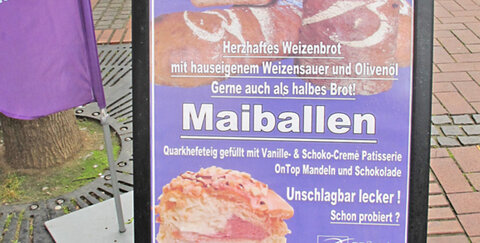 Herzhaftes Weizenbrot
mit hauseigenem Weizensauer und Olivenöl
Gerne auch als halbes Brot!
Maiballen
Quarkhefeteig gefüllt mit Vanille- & Schoko-Cremè Patisserie
OnTop Mandeln und Schokolade
Unschlagbar lecker !
Schon probiert ?